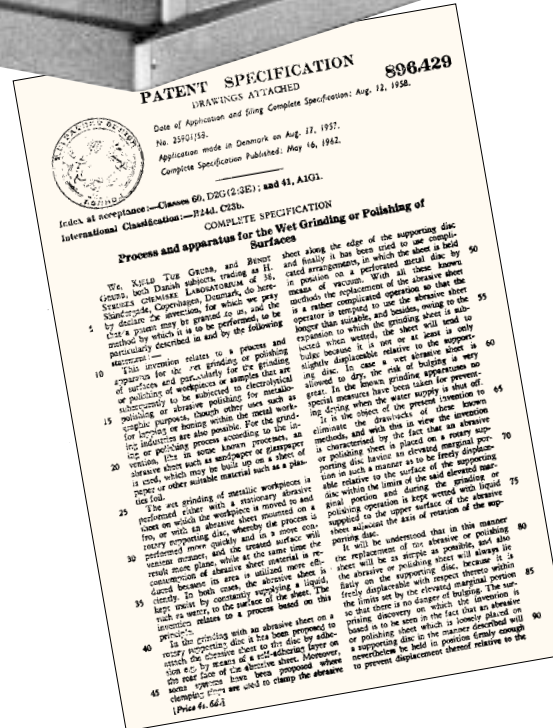 PATENT SPECIFICATION
DRAWINGS ATTACHED
896.429
Date of Application and filing Complete Specification: Aug. 12, 1958.
No. 25901/58.
Application made in Denmark on Aug. 17, 1957.
Complete Specification Published: May 16, 1962.
Index at acceptance:—Classes 60, D2G(2:3E); and 41, A1G1.
International Classification:—B24d. C23b.
COMPLETE SPECIFICATION
Process and apparatus for the Wet Grinding or Polishing of
Surfaces
We, KJELD TUE and BENDT
both Danish subjects, trading as H.
STRUERS CHEMISKE LABORATORIUM of 38,
Skindergade, Copenhagen, Denmark, do here-
5 by declare the invention, for which we pray
that a patent may be granted to us, and the
method by which it is to be performed, to be
particularly described in and by the following
statement:—
10 This invention relates to a process and
apparatus for the wet grinding or polishing
of surfaces and particularly for the grinding
or polishing of workpieces or samples that are
subsequently to be subjected to electrolytical
15 polishing or abrasive polishing for metallo-
graphic purposes, though other uses such as
for lapping or honing within the metal work-
ing industries are also possible. For the grind-
ing or polishing process according to the in-
20 vention, like in some known processes, an
abrasive sheet such as sandpaper or glasspaper
is used, which may be built up on a sheet of
paper or other suitable material such as a plas-
tics foil.
25 The wet grinding of metallic workpieces is
performed either with a stationary abrasive
sheet on which the workpiece is moved to and
fro, or with an abrasive sheet mounted on a
rotary supporting disc, whereby the process is
30 performed more quickly and in a more con-
venient manner, and the treated surface will
result more plane, while at the same time the
consumption of abrasive sheet material is re-
duced because its area is utilized more effi-
35 ciently. In both cases, the abrasive sheet is
kept moist by constantly supplying a liquid,
such as water, to the surface of the sheet. The
invention relates to a process based on this
principle.
40 In the grinding with an abrasive sheet on a
rotary supporting disc it has been proposed to
attach the abrasive sheet to the disc by adhe-
sion e.g. by means of a self-adhering layer on
the rear face of the abrasive sheet. Moreover,
45 some systems have been proposed where
clamping rings are used to clamp the abrasive
[Price 4s. 6d.]
sheet along the edge of the supporting disc
and finally it has been tried to use compli-
cated arrangements, in which the sheet is held
50 in position on a perforated metal disc by
means of vacuum. With all these known
methods the replacement of the abrasive sheet
is a rather complicated operation so that the
operator is tempted to use the abrasive sheet
55 longer than suitable, and besides, owing to the
expansion to which the grinding sheet is sub-
jected when wetted, the sheet will tend to
bulge because it is not or at least is only
slightly displaceable relative to the support-
60 ing disc. In case a wet abrasive sheet is
allowed to dry, the risk of bulging is very
great. In the known grinding apparatuses no
special measures have been taken for prevent-
ing drying when the water supply is shut off.
65 It is the object of the present invention to
eliminate the drawbacks of these known
methods, and with this in view the invention
is characterised by the fact that an abrasive
or polishing sheet is placed on a rotary sup-
70 porting disc having an elevated marginal por-
tion in such a manner as to be freely displace-
able relative to the surface of the supporting
disc within the limits of the said elevated mar-
ginal portion and during the grinding or
75 polishing operation is kept wetted with liquid
supplied to the upper surface of the abrasive
sheet adjacent the axis of rotation of the sup-
porting disc.
It will be understood that in this manner
80 the replacement of the abrasive or polishing
sheet will be as simple as possible, and also
the abrasive or polishing sheet will always lie
flatly on the supporting disc, because it is
freely displaceable with respect thereto within
85 the limits set by the elevated marginal portion
so that there is no danger of bulging. The sur-
prising discovery on which the invention is
based is to be seen in the fact that an abrasive
or polishing sheet which is loosely placed on
90 a supporting disc in the manner described will
nevertheless be held in position firmly enough
to prevent displacement thereof relative to the